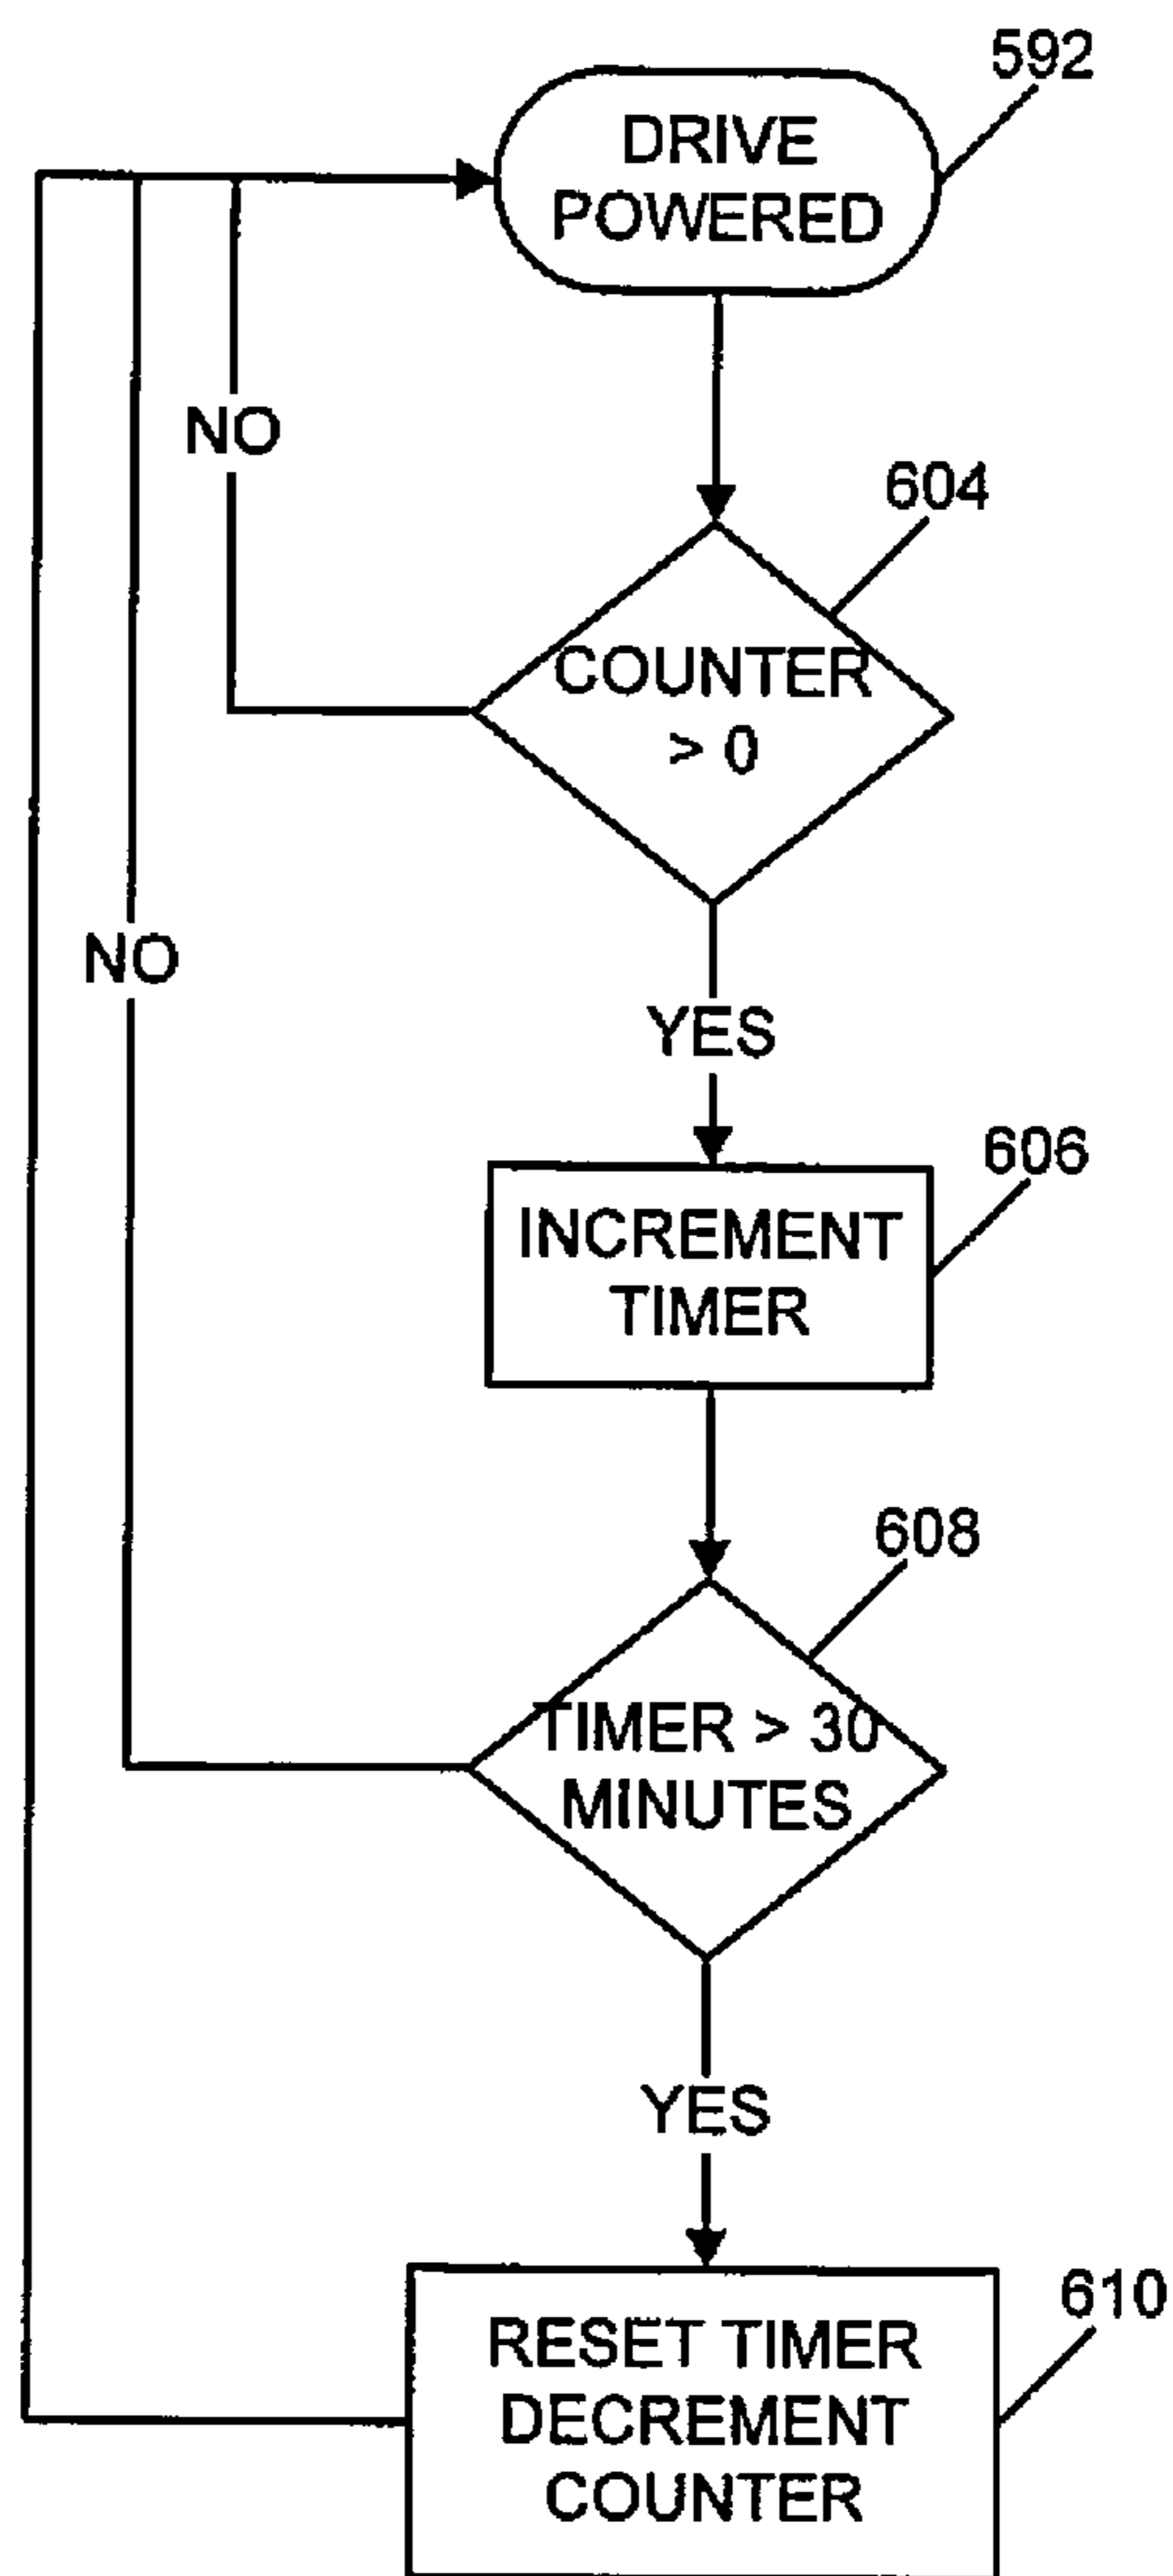 592
DRIVE
POWERED
NO
604
COUNTER
> 0
NO
YES
606
INCREMENT
TIMER
608
TIMER > 30
MINUTES
YES
610
RESET TIMER
DECREMENT
COUNTER